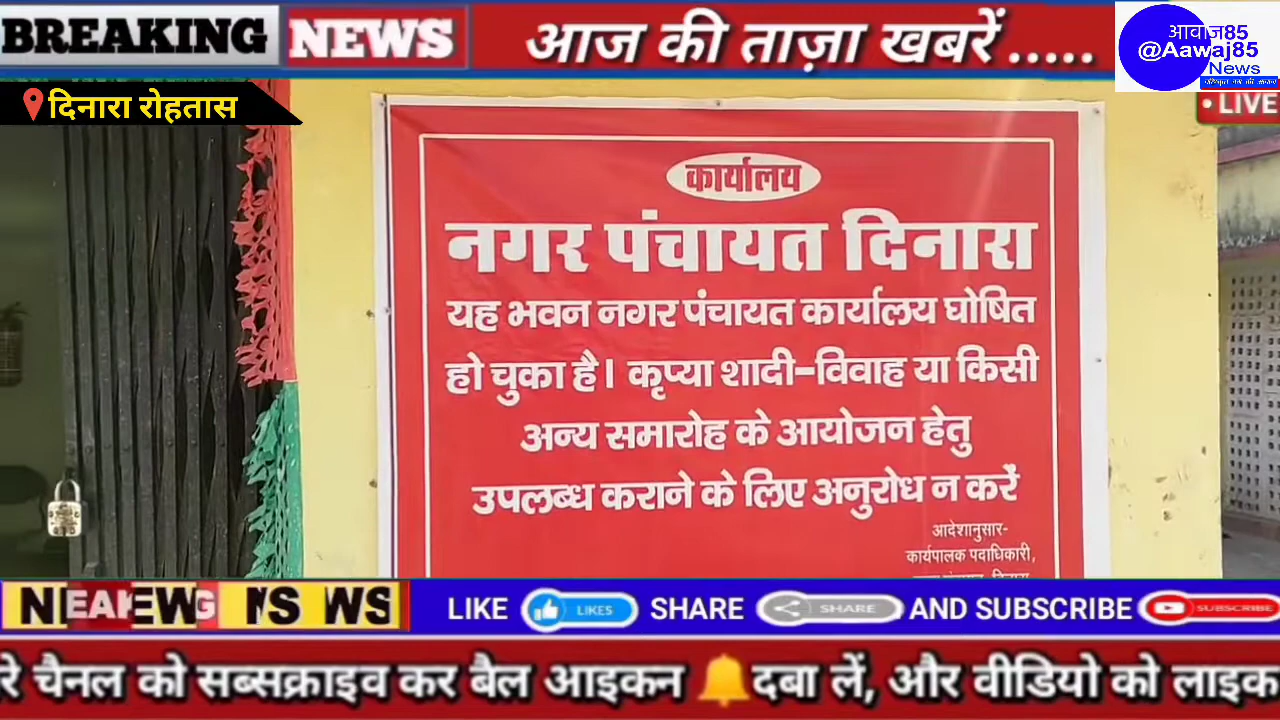 BREAKING NEWS
आज की ताज़ा खबरें .....
आवाज85
@Aawaj85
News
LIVE
दिनारा रोहतास
कार्यालय
नगर पंचायत दिनारा
यह भवन नगर पंचायत कार्यालय घोषित
हो चुका है। कृप्या शादी-विवाह या किसी
अन्य समारोह के आयोजन हेतु
उपलब्ध कराने के लिए अनुरोध न करें
आदेशानुसार-
कार्यपालक पदाधिकारी,
LIKE LIKES SHARE SHARE AND SUBSCRIBE SUBSCRIBE
रे चैनल को सब्सक्राइव कर बैल आइकन 🔔दबा लें, और वीडियो को लाइक